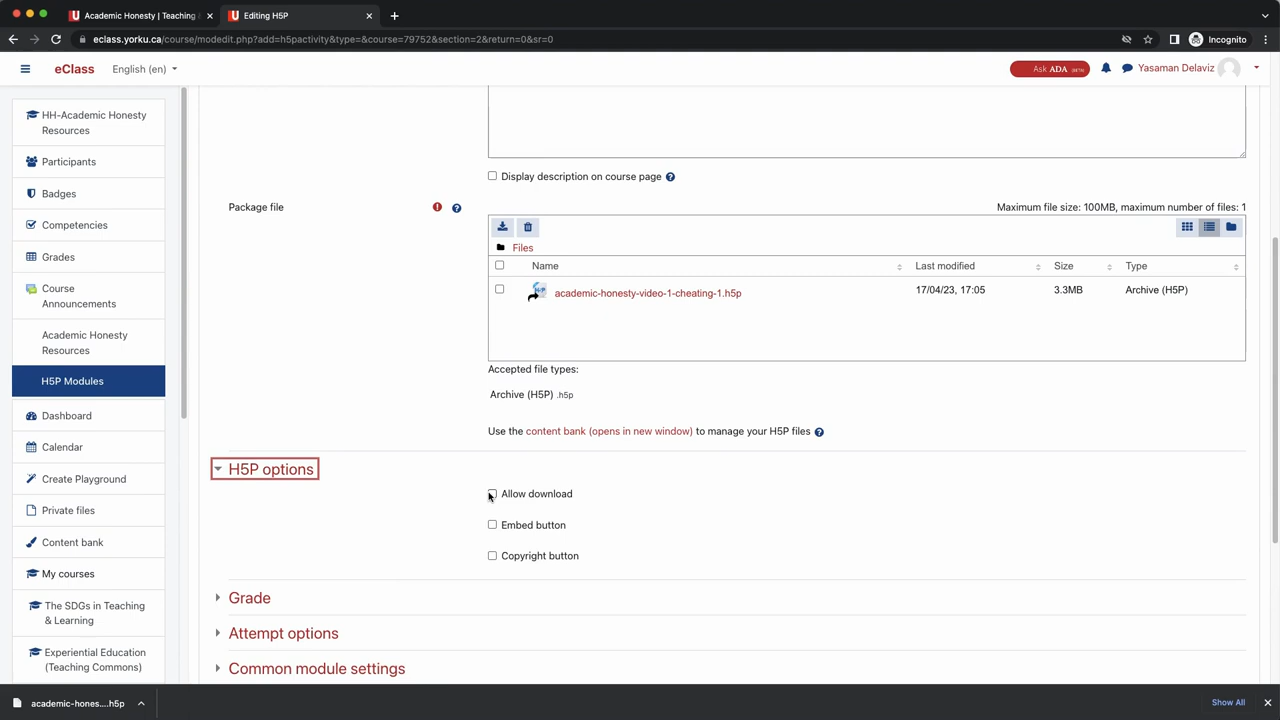 Academic Honesty | Teaching
Editing H5P
eclass.yorku.ca/course/modedit.php?add=h5pactivity&type=&course=79752&section=2&return=0&sr=0
Incognito
eClass
English (en)
Ask ADA (BETA)
Yasaman Delaviz
HH-Academic Honesty
Resources
Participants
Badges
Competencies
Grades
Course
Announcements
Academic Honesty
Resources
H5P Modules
Dashboard
Calendar
Create Playground
Private files
Content bank
My courses
The SDGs in Teaching
& Learning
Experiential Education
(Teaching Commons)
Display description on course page
Package file
Maximum file size: 100MB, maximum number of files: 1
Files
Name
Last modified
Size
Type
academic-honesty-video-1-cheating-1.h5p
17/04/23, 17:05
3.3MB
Archive (H5P)
Accepted file types:
Archive (H5P) .h5p
Use the content bank (opens in new window) to manage your H5P files
H5P options
Allow download
Embed button
Copyright button
Grade
Attempt options
Common module settings
academic-hones....h5p
Show All